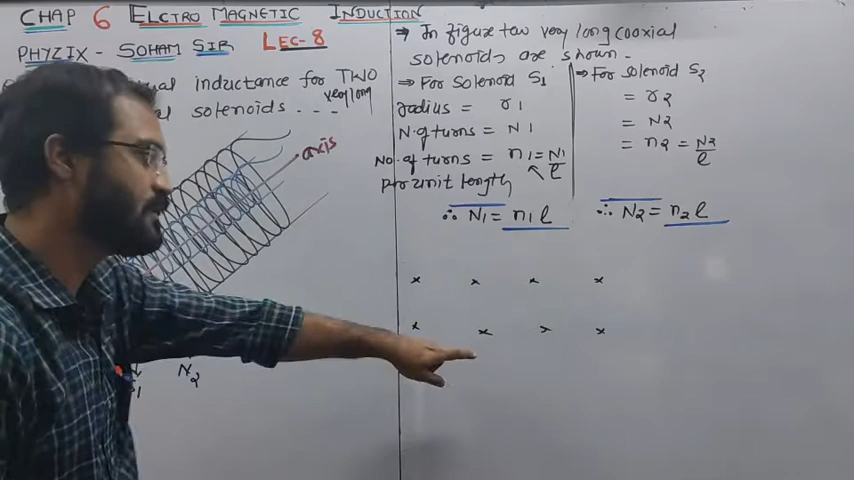 CHAP 6 ELCTRO MAGNETIC INDUCTION
PHYZIX - SOHAM SIR LEC-8
inductance for TWO
very long
solenoids ...
axis
N2
⇒ In figure two very long coaxial
solenoids are shown.
⇒ For Solenoid S1
radius = r1
N.of turns = N1
No. of turns = n1 = N1/l
per unit length
∴ N1 = n1 l
⇒ For Solenoid S2
= r2
= N2
= n2 = N2/l
∴ N2 = n2 l
× × × ×
× × × ×